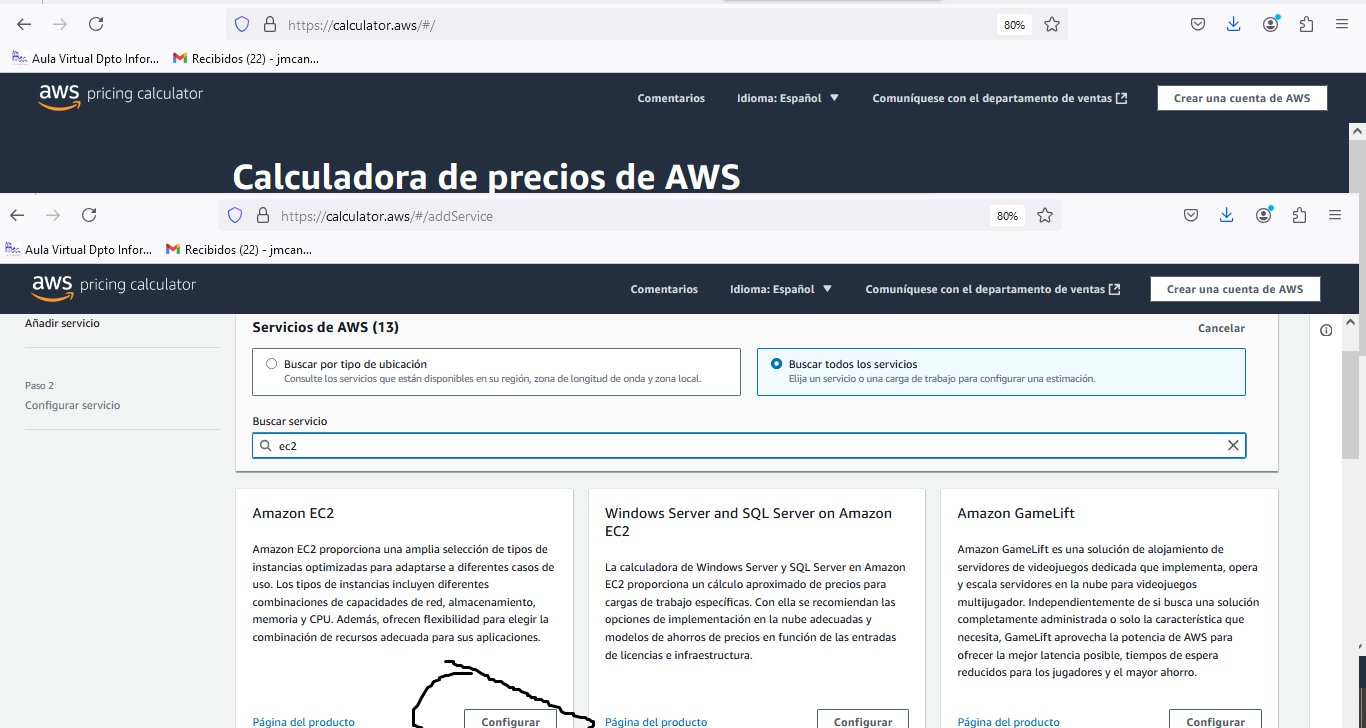 https://calculator.aws/#/
80%
Aula Virtual Dpto Infor...
Recibidos (22) - jmcan...
aws pricing calculator
Comentarios
Idioma: Español
Comuníquese con el departamento de ventas
Crear una cuenta de AWS
Calculadora de precios de AWS
https://calculator.aws/#/addService
80%
Aula Virtual Dpto Infor...
Recibidos (22) - jmcan...
aws pricing calculator
Comentarios
Idioma: Español
Comuníquese con el departamento de ventas
Crear una cuenta de AWS
Añadir servicio
Paso 2
Configurar servicio
Servicios de AWS (13)
Cancelar
Buscar por tipo de ubicación
Consulte los servicios que están disponibles en su región, zona de longitud de onda y zona local.
Buscar todos los servicios
Elija un servicio o una carga de trabajo para configurar una estimación.
Buscar servicio
ec2
Amazon EC2
Amazon EC2 proporciona una amplia selección de tipos de
instancias optimizadas para adaptarse a diferentes casos de
uso. Los tipos de instancias incluyen diferentes
combinaciones de capacidades de red, almacenamiento,
memoria y CPU. Además, ofrecen flexibilidad para elegir la
combinación de recursos adecuada para sus aplicaciones.
Página del producto
Configurar
Windows Server and SQL Server on Amazon
EC2
La calculadora de Windows Server y SQL Server en Amazon
EC2 proporciona un cálculo aproximado de precios para
cargas de trabajo específicas. Con ella se recomiendan las
opciones de implementación en la nube adecuadas y
modelos de ahorros de precios en función de las entradas
de licencias e infraestructura.
Página del producto
Configurar
Amazon GameLift
Amazon GameLift es una solución de alojamiento de
servidores de videojuegos dedicada que implementa, opera
y escala servidores en la nube para videojuegos
multijugador. Independientemente de si busca una solución
completamente administrada o solo la característica que
necesita, GameLift aprovecha la potencia de AWS para
ofrecer la mejor latencia posible, tiempos de espera
reducidos para los jugadores y el mayor ahorro.
Página del producto
Configurar